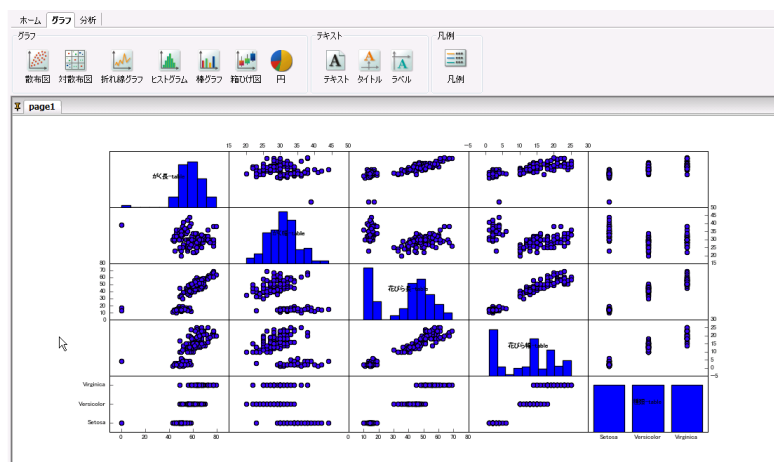 ホーム グラフ 分析
グラフ テキスト 凡例
散布図 対散布図 折れ線グラフ ヒストグラム 棒グラフ 箱ひげ図 円 テキスト タイトル ラベル 凡例
page1
15 20 25 30 35 40 45 50 -5 0 5 10 15 20 25 30
がく長-table
50
45
40
35
30
25
20
15
80
70
60
50
40
30
20
10
0
花びら長
30
25
20
15
10
5
0
-5
花びら幅-table
Virginica
Versicolor
Setosa
0 20 40 60 80 0 10 20 30 40 50 60 70 80 Setosa Versicolor Virginica